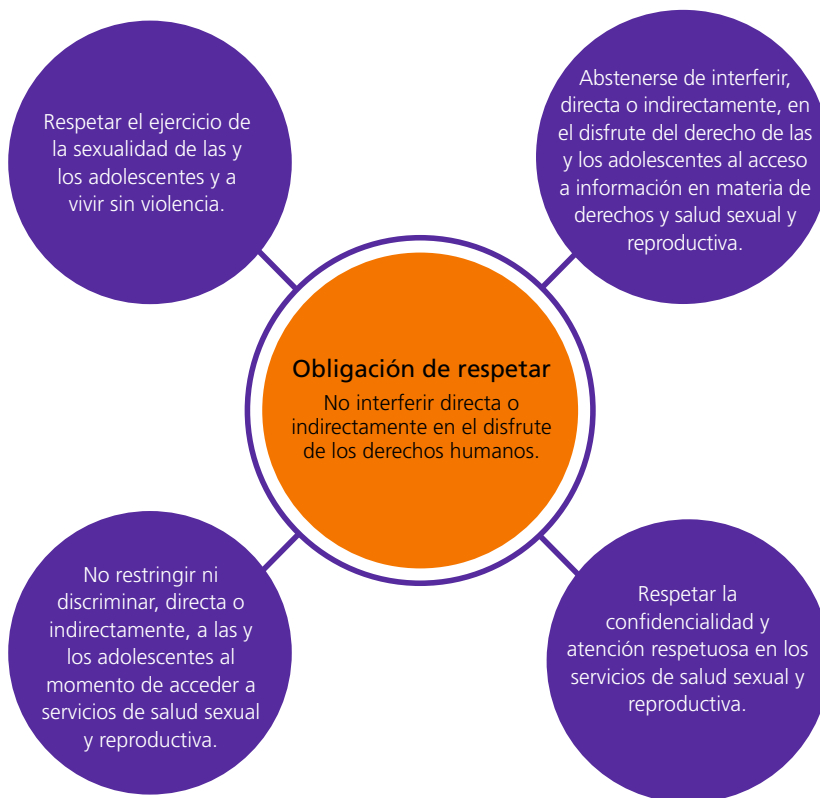 Respetar el ejercicio de
la sexualidad de las y
los adolescentes y a
vivir sin violencia.
Abstenerse de interferir,
directa o indirectamente, en
el disfrute del derecho de las
y los adolescentes al acceso
a información en materia de
derechos y salud sexual y
reproductiva.
Obligación de respetar
No interferir directa o
indirectamente en el disfrute
de los derechos humanos.
No restringir ni
discriminar, directa o
indirectamente, a las y
los adolescentes al
momento de acceder a
servicios de salud sexual
y reproductiva.
Respetar la
confidencialidad y
atención respetuosa en los
servicios de salud sexual y
reproductiva.